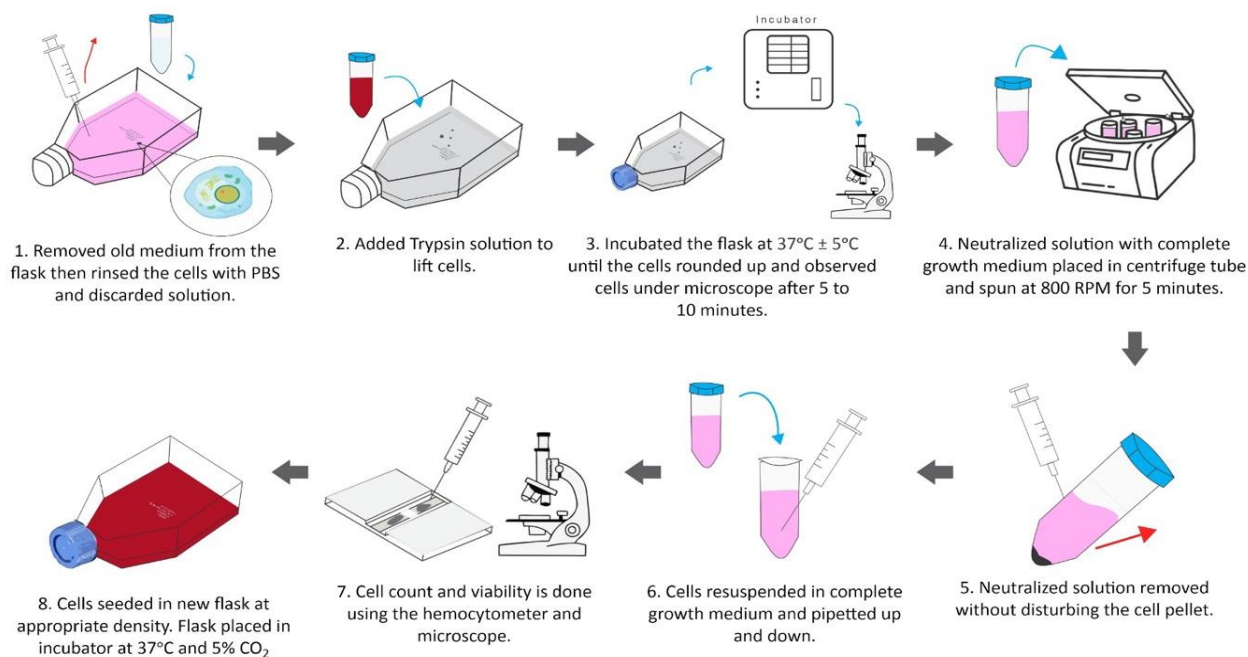 Incubator
1. Removed old medium from the
flask then rinsed the cells with PBS
and discarded solution.
2. Added Trypsin solution to
lift cells.
3. Incubated the flask at 37°C ± 5°C
until the cells rounded up and observed
cells under microscope after 5 to
10 minutes.
4. Neutralized solution with complete
growth medium placed in centrifuge tube
and spun at 800 RPM for 5 minutes.
5. Neutralized solution removed
without disturbing the cell pellet.
6. Cells resuspended in complete
growth medium and pipetted up
and down.
7. Cell count and viability is done
using the hemocytometer and
microscope.
8. Cells seeded in new flask at
appropriate density. Flask placed in
incubator at 37°C and 5% CO₂